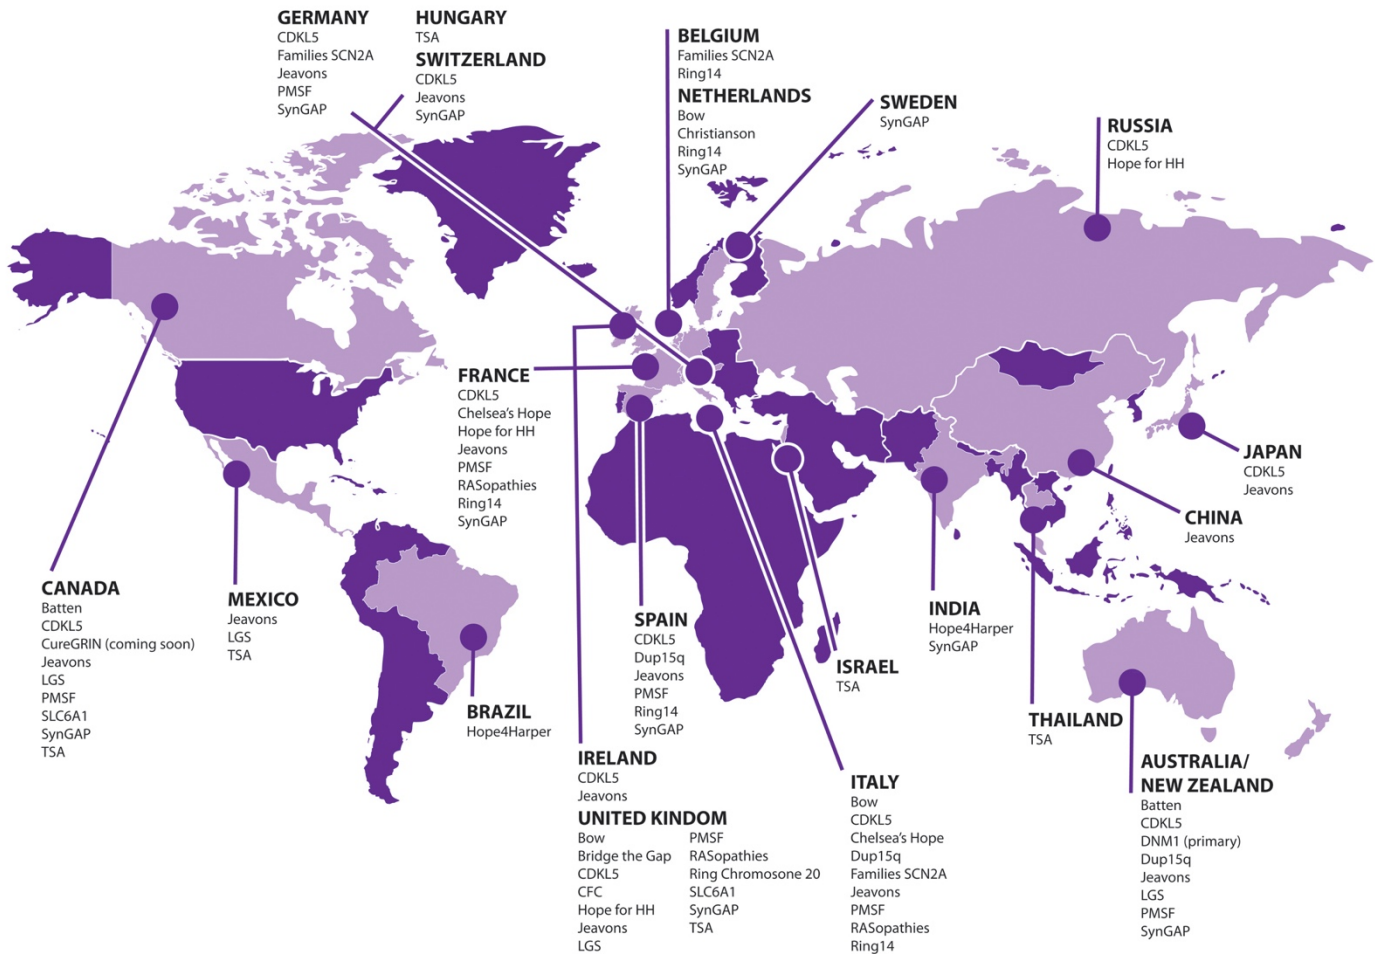 GERMANY
CDKL5
Families SCN2A
Jeavons
PMSF
SynGAP
HUNGARY
TSA
SWITZERLAND
CDKL5
Jeavons
SynGAP
BELGIUM
Families SCN2A
Ring14
NETHERLANDS
Bow
Christianson
Ring14
SynGAP
SWEDEN
SynGAP
RUSSIA
CDKL5
Hope for HH
FRANCE
CDKL5
Chelsea's Hope
Hope for HH
Jeavons
PMSF
RASopathies
Ring14
SynGAP
JAPAN
CDKL5
Jeavons
CHINA
Jeavons
CANADA
Batten
CDKL5
CureGRIN (coming soon)
Jeavons
LGS
PMSF
SLC6A1
SynGAP
TSA
MEXICO
Jeavons
LGS
TSA
BRAZIL
Hope4Harper
SPAIN
CDKL5
Dup15q
Jeavons
PMSF
Ring14
SynGAP
ISRAEL
TSA
INDIA
Hope4Harper
SynGAP
THAILAND
TSA
IRELAND
CDKL5
Jeavons
UNITED KINDOM
Bow
Bridge the Gap
CDKL5
CFC
Hope for HH
Jeavons
LGS
PMSF
RASopathies
Ring Chromosone 20
SLC6A1
SynGAP
TSA
ITALY
Bow
CDKL5
Chelsea's Hope
Dup15q
Families SCN2A
Jeavons
PMSF
RASopathies
Ring14
AUSTRALIA/
NEW ZEALAND
Batten
CDKL5
DNM1 (primary)
Dup15q
Jeavons
LGS
PMSF
SynGAP